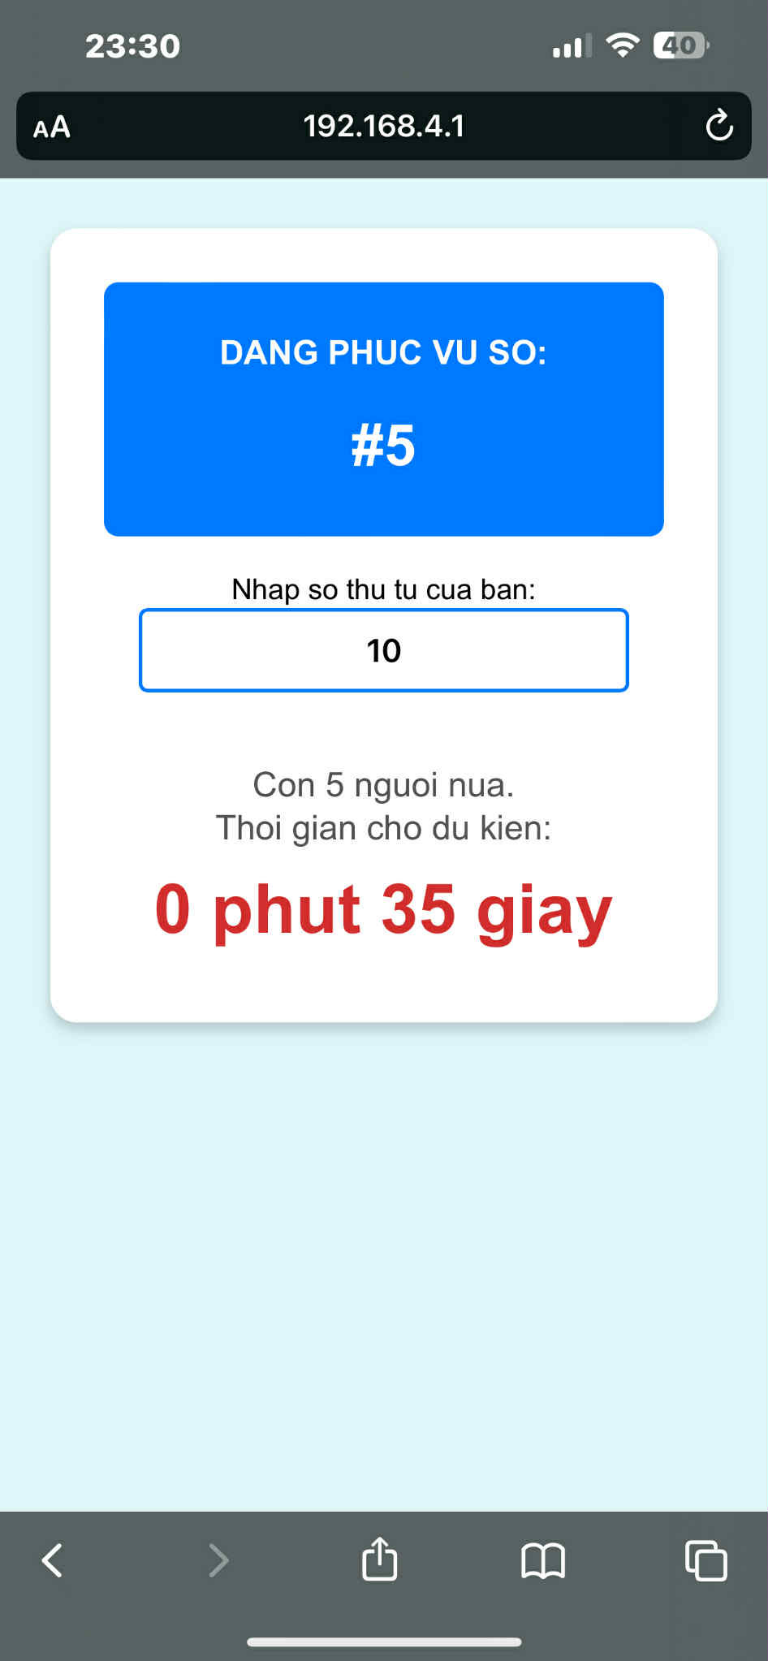 23:30
40
AA
192.168.4.1
DANG PHUC VU SO:
#5
Nhap so thu tu cua ban:
10
Con 5 nguoi nua.
Thoi gian cho du kien:
0 phut 35 giay